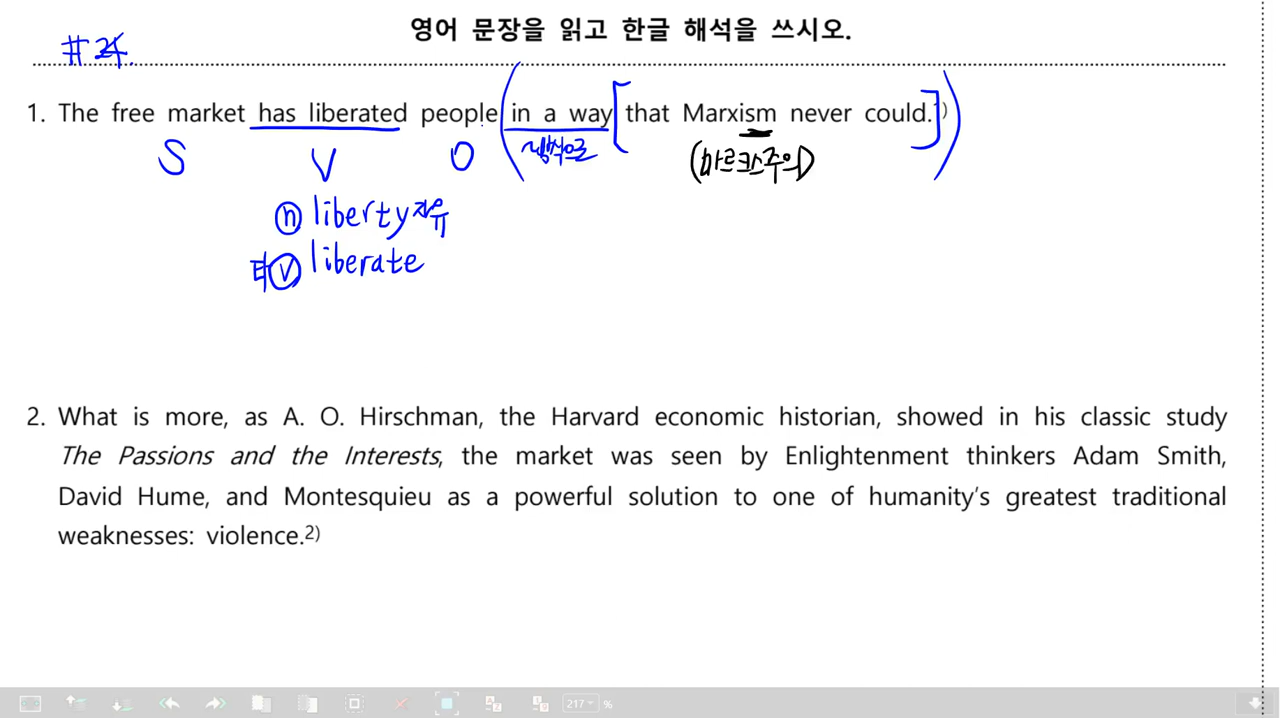 영어 문장을 읽고 한글 해석을 쓰시오.
#24.
1. The free market has liberated people in a way that Marxism never could.1)
S V O 방식으로 (마르크스주의)
ⓝ liberty 자유
ⓥ liberate
2. What is more, as A. O. Hirschman, the Harvard economic historian, showed in his classic study
The Passions and the Interests, the market was seen by Enlightenment thinkers Adam Smith,
David Hume, and Montesquieu as a powerful solution to one of humanity's greatest traditional
weaknesses: violence.2)
217 %